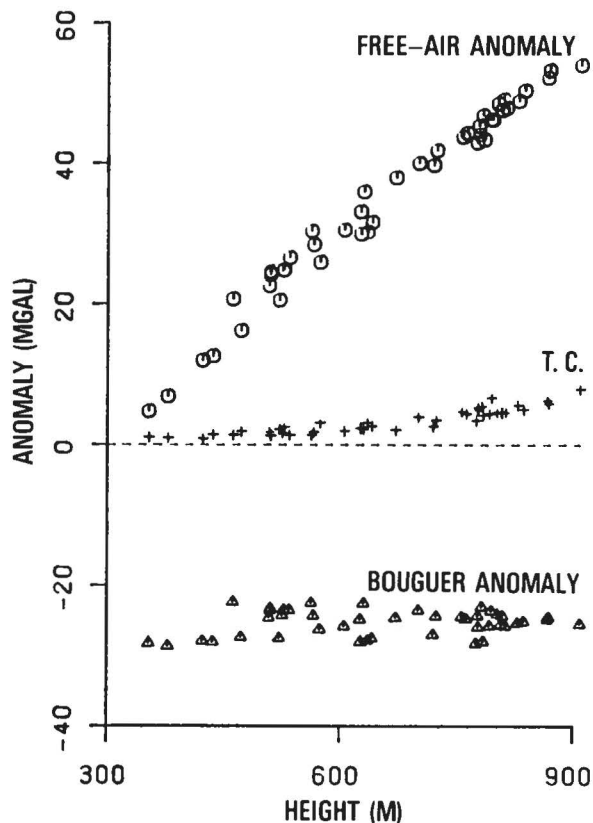 60
FREE-AIR ANOMALY
40
20
T. C.
0
ANOMALY (MGAL)
BOUGUER ANOMALY
-20
-40
300 600 900
HEIGHT (M)